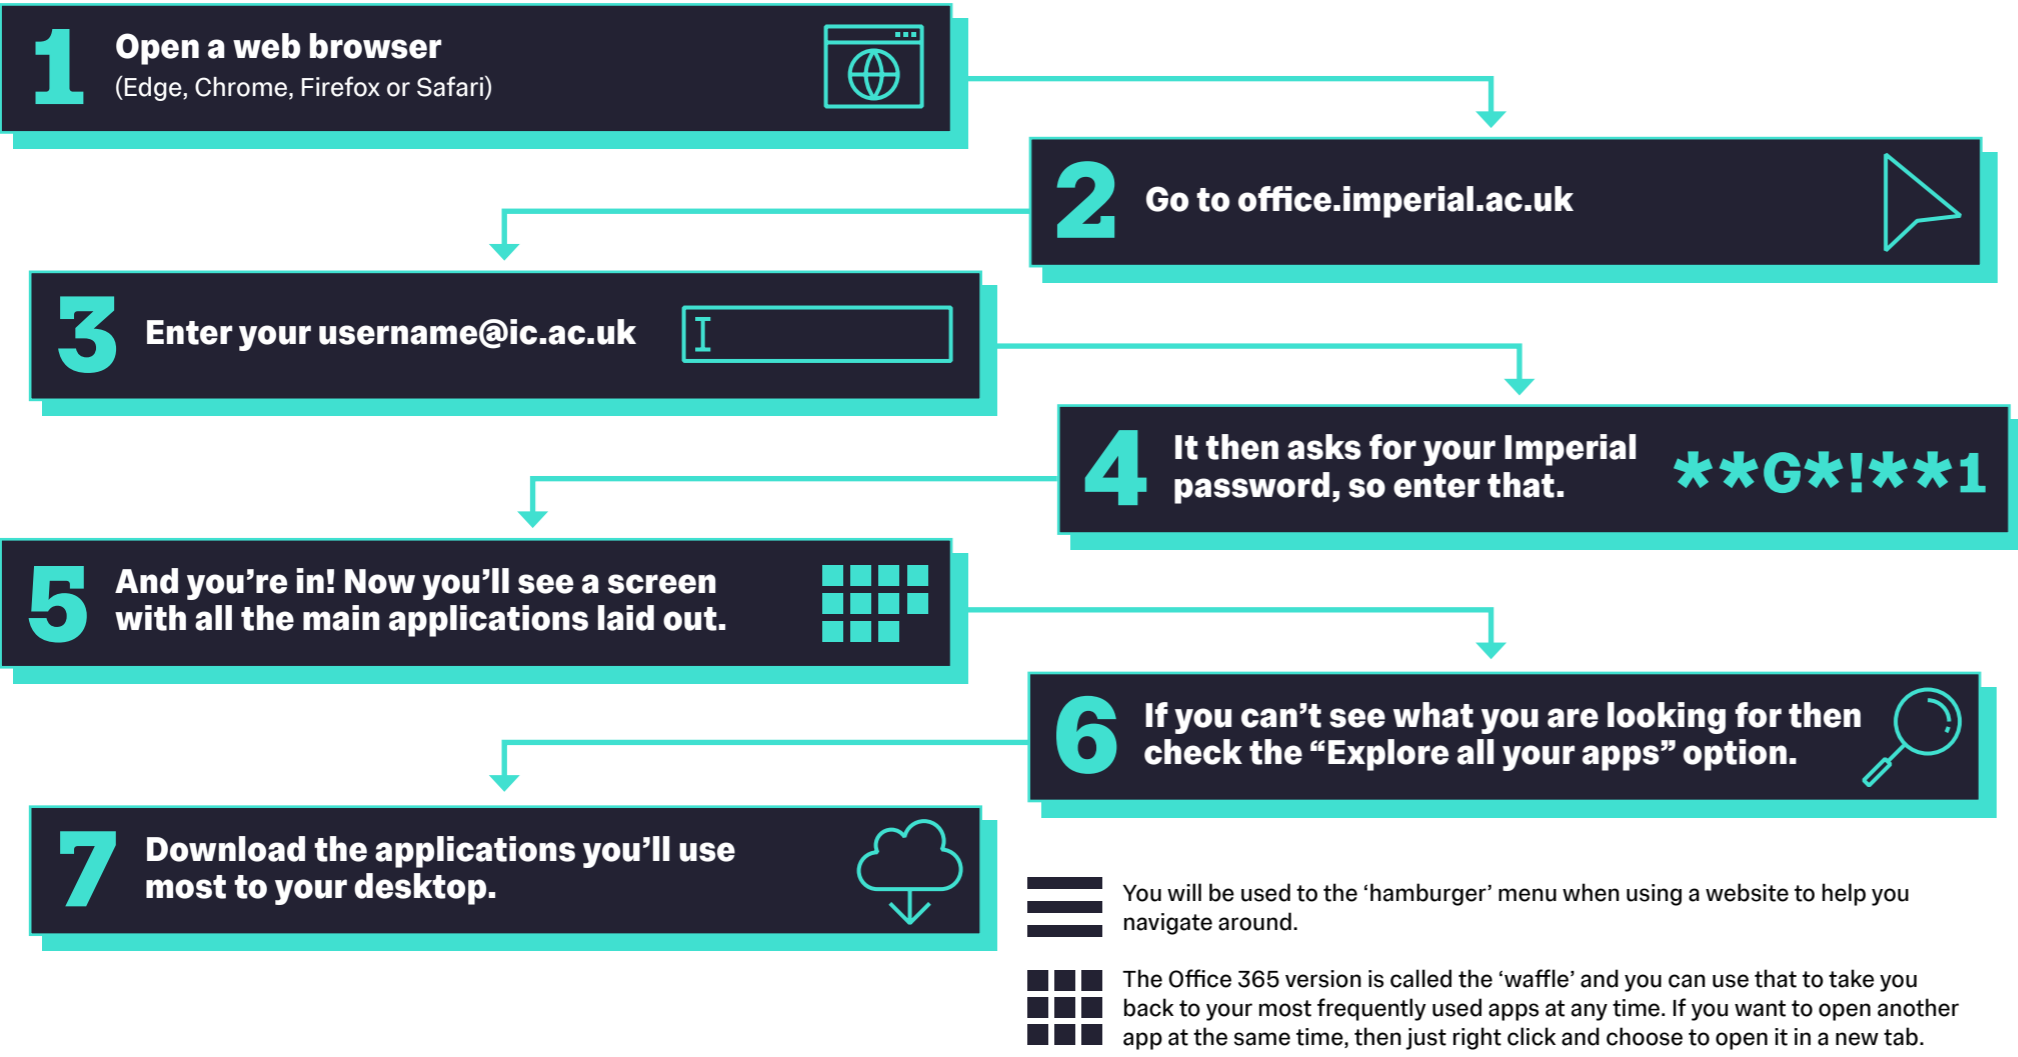 1
Open a web browser
(Edge, Chrome, Firefox or Safari)
2
Go to office.imperial.ac.uk
3
Enter your username@ic.ac.uk
4
It then asks for your Imperial
password, so enter that.
**G*!**1
5
And you’re in! Now you’ll see a screen
with all the main applications laid out.
6
If you can’t see what you are looking for then
check the “Explore all your apps” option.
7
Download the applications you’ll use
most to your desktop.
You will be used to the ‘hamburger’ menu when using a website to help you
navigate around.
The Office 365 version is called the ‘waffle’ and you can use that to take you
back to your most frequently used apps at any time. If you want to open another
app at the same time, then just right click and choose to open it in a new tab.